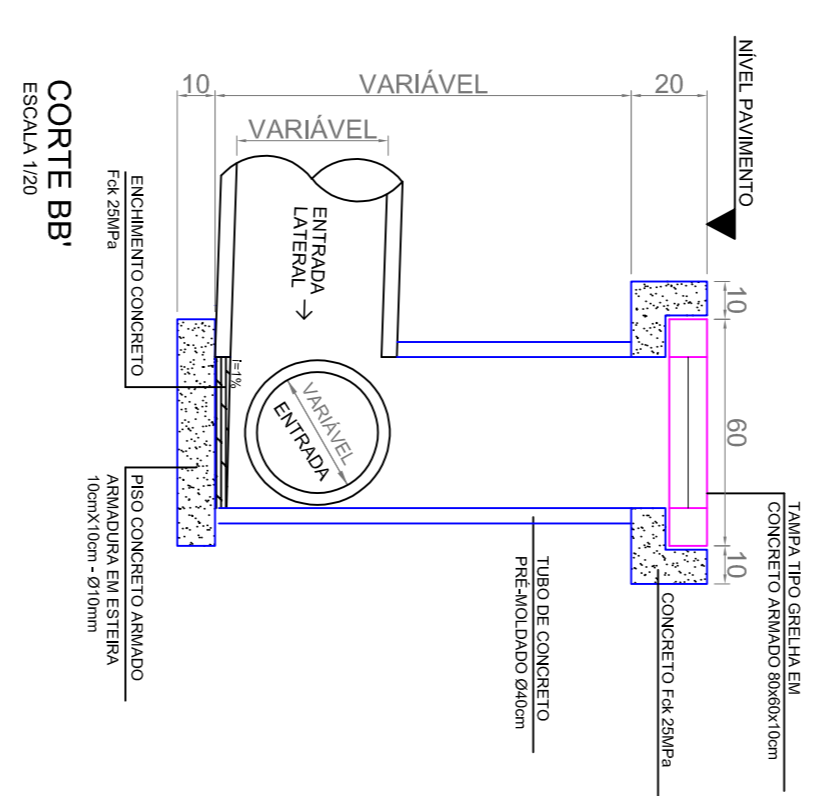 NÍVEL PAVIMENTO
TAMPA TIPO GRELHA EM
CONCRETO ARMADO 80x60x10cm
10
60
10
20
CONCRETO Fck 25MPa
VARIÁVEL
TUBO DE CONCRETO
PRÉ-MOLDADO Ø40cm
VARIÁVEL
ENTRADA
LATERAL
VARIÁVEL
ENTRADA
i=1%
10
ENCHIMENTO CONCRETO
Fck 25MPa
PISO CONCRETO ARMADO
ARMADURA EM ESTEIRA
10cmX10cm - Ø10mm
CORTE BB'
ESCALA 1/20